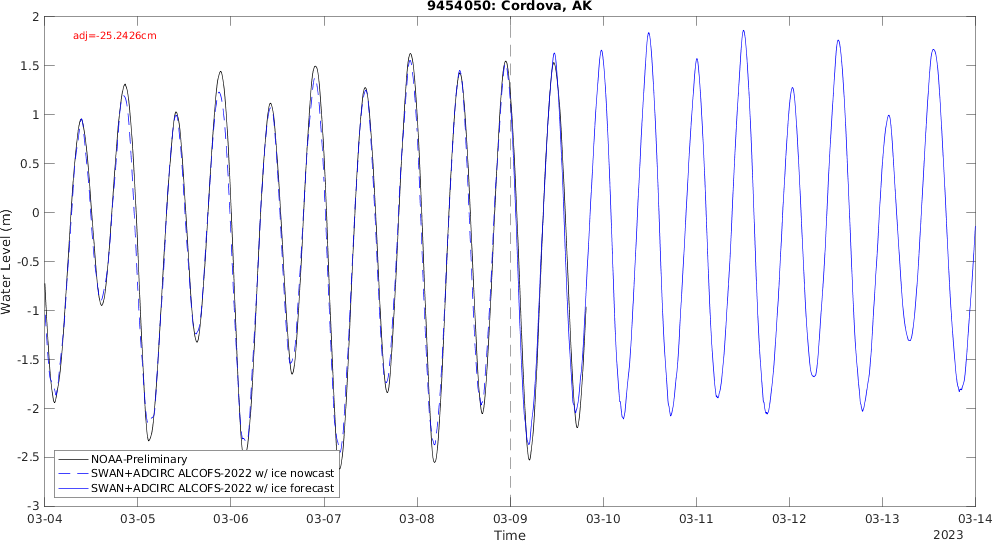 9454050: Cordova, AK
adj=-25.2426cm
2
1.5
1
0.5
0
-0.5
-1
-1.5
-2
-2.5
-3
Water Level (m)
NOAA-Preliminary
SWAN+ADCIRC ALCOFS-2022 w/ ice nowcast
SWAN+ADCIRC ALCOFS-2022 w/ ice forecast
03-04 03-05 03-06 03-07 03-08 03-09 03-10 03-11 03-12 03-13 03-14
Time
2023